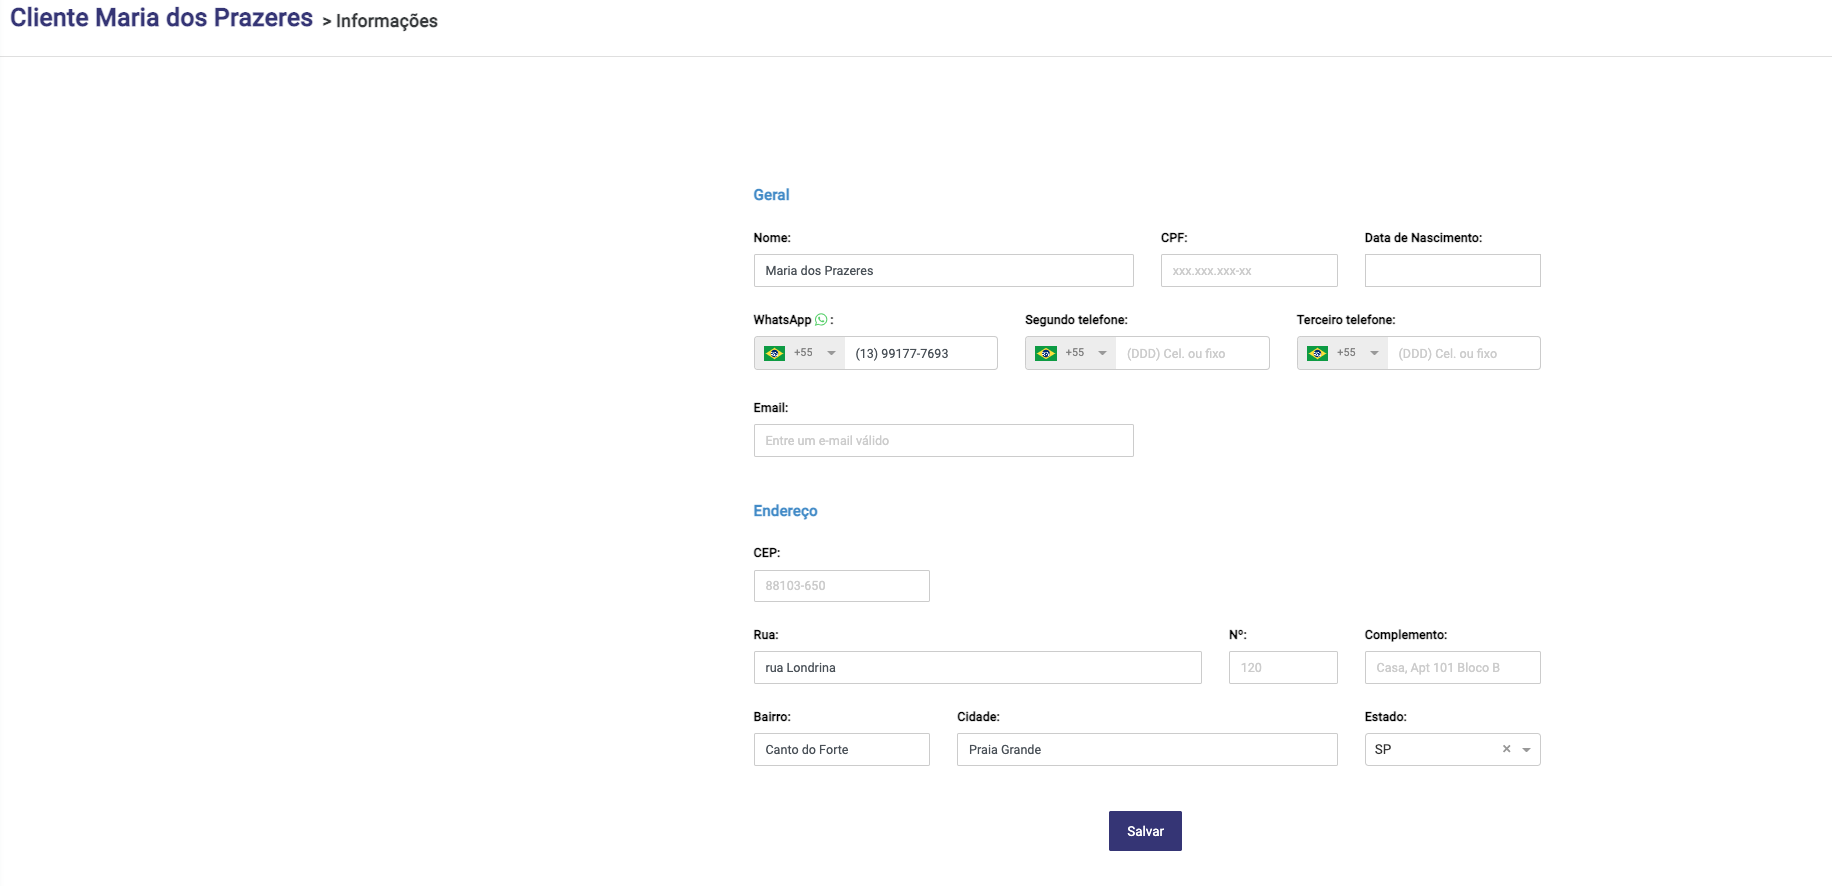 Cliente Maria dos Prazeres > Informações
Geral
Nome: CPF: Data de Nascimento:
Maria dos Prazeres xxx.xxx.xxx-xx
WhatsApp : Segundo telefone: Terceiro telefone:
+55 (13) 99177-7693 +55 (DDD) Cel. ou fixo +55 (DDD) Cel. ou fixo
Email:
Entre um e-mail válido
Endereço
CEP:
88103-650
Rua: Nº: Complemento:
rua Londrina 120 Casa, Apt 101 Bloco B
Bairro: Cidade: Estado:
Canto do Forte Praia Grande SP ×
Salvar